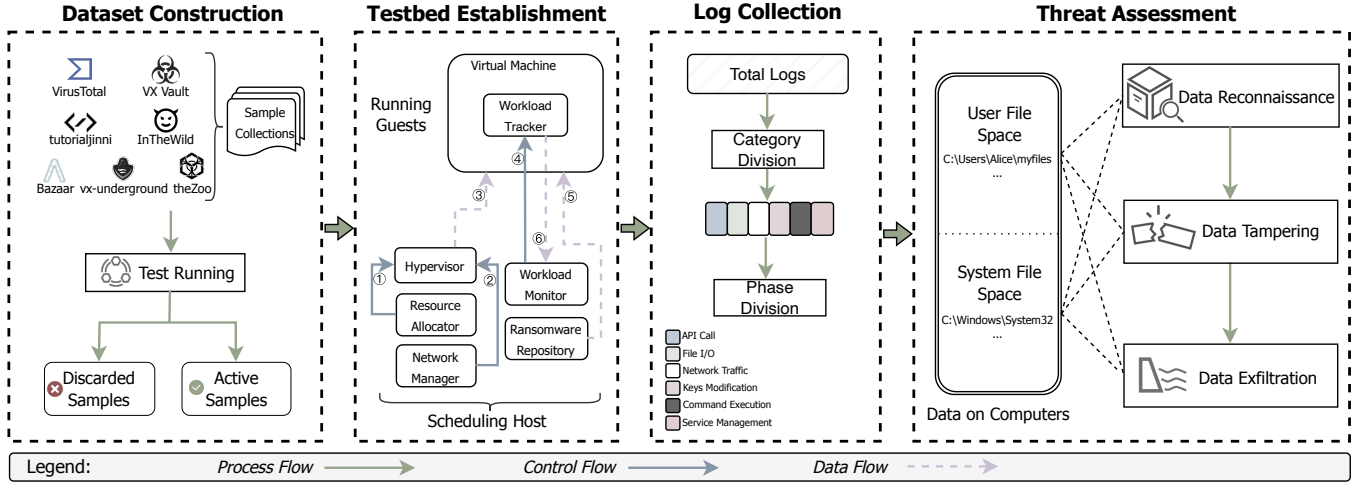 Dataset Construction
VirusTotal
VX Vault
tutorialjinni
InTheWild
Bazaar
vx-underground
theZoo
Sample
Collections
Test Running
Discarded
Samples
Active
Samples
Testbed Establishment
Running
Guests
Virtual Machine
Workload
Tracker
④
③
⑤
⑥
①
Hypervisor
②
Workload
Monitor
Resource
Allocator
Ransomware
Repository
Network
Manager
Scheduling Host
Log Collection
Total Logs
Category
Division
Phase
Division
API Call
File I/O
Network Traffic
Keys Modification
Command Execution
Service Management
Threat Assessment
User File
Space
C:\Users\Alice\myfiles
...
System File
Space
C:\Windows\System32
...
Data on Computers
Data Reconnaissance
Data Tampering
Data Exfiltration
Legend:
Process Flow
Control Flow
Data Flow